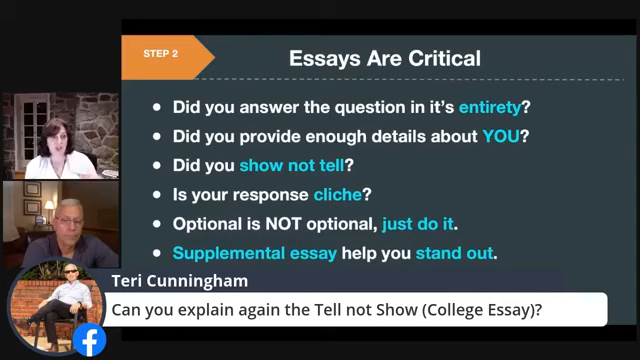 STEP 2
Essays Are Critical
• Did you answer the question in it's entirety?
• Did you provide enough details about YOU?
• Did you show not tell?
• Is your response cliche?
• Optional is NOT optional, just do it.
• Supplemental essay help you stand out.
Teri Cunningham
Can you explain again the Tell not Show (College Essay)?